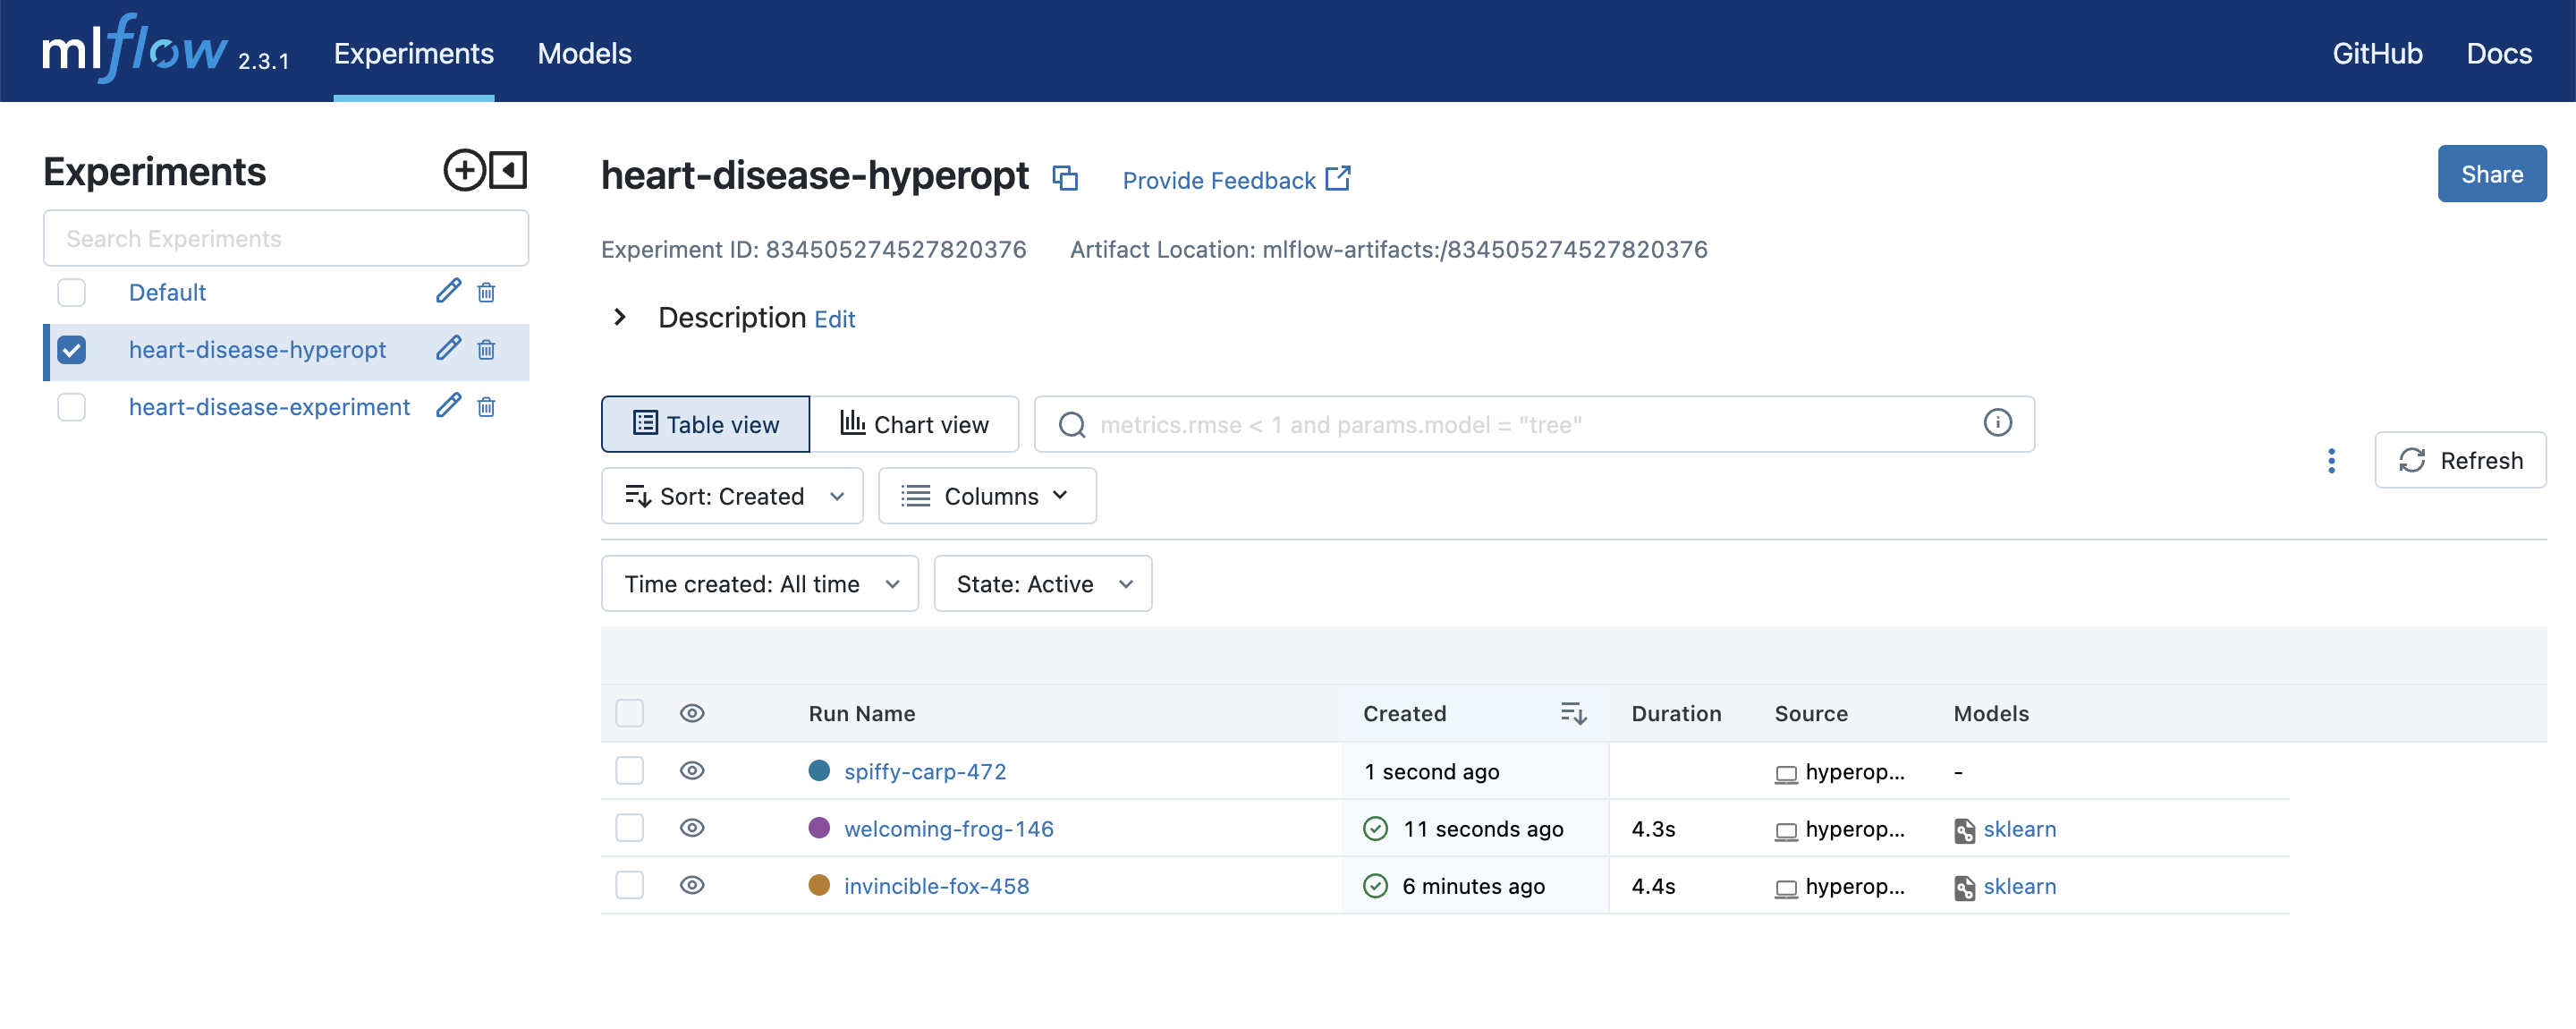 mlflow 2.3.1 Experiments Models GitHub Docs
Experiments
Search Experiments
Default
heart-disease-hyperopt
heart-disease-experiment
heart-disease-hyperopt Provide Feedback Share
Experiment ID: 834505274527820376 Artifact Location: mlflow-artifacts:/834505274527820376
Description Edit
Table view Chart view metrics.rmse < 1 and params.model = "tree"
Refresh
Sort: Created Columns
Time created: All time State: Active
Run Name Created Duration Source Models
spiffy-carp-472 1 second ago hyperop... -
welcoming-frog-146 11 seconds ago 4.3s hyperop... sklearn
invincible-fox-458 6 minutes ago 4.4s hyperop... sklearn